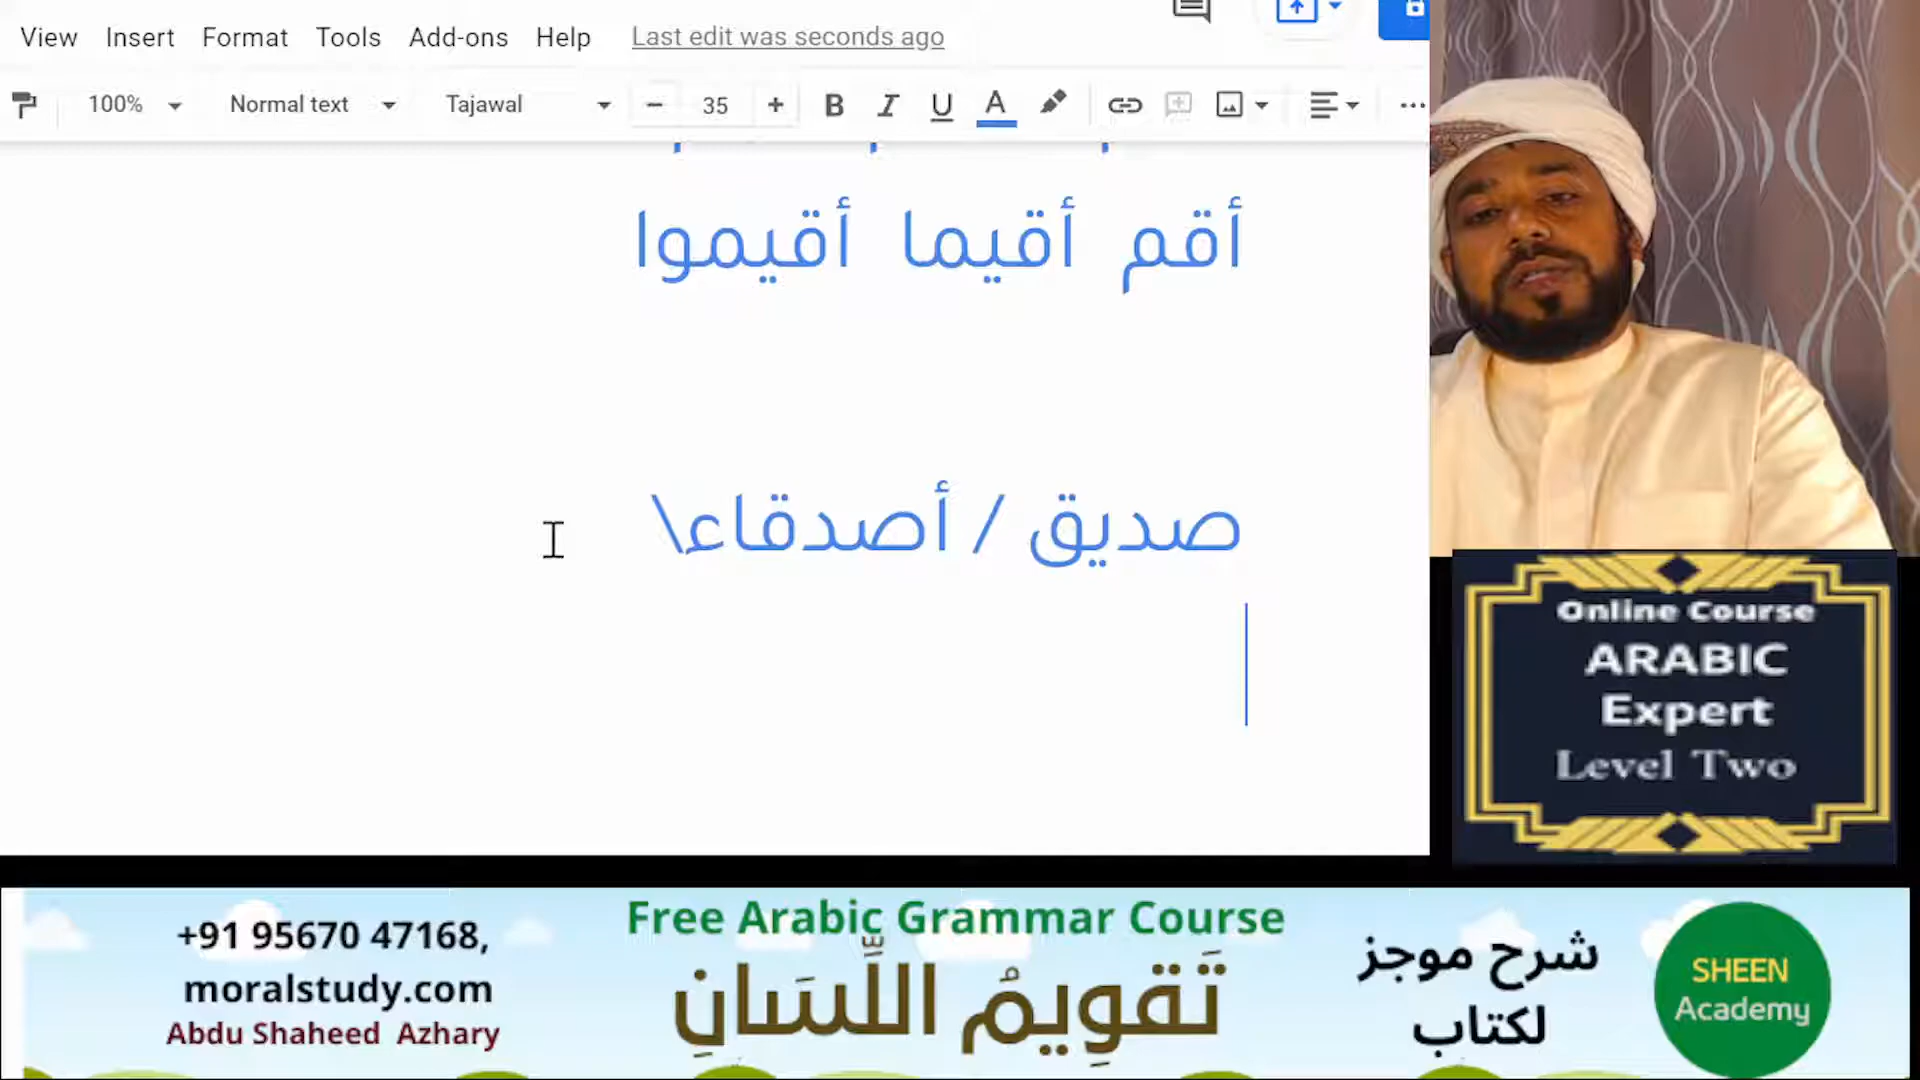 View Insert Format Tools Add-ons Help Last edit was seconds ago
100% Normal text Tajawal 35 B I U A
أقم أقيما أقيموا
صديق / أصدقاء\
Online Course
ARABIC
Expert
Level Two
+91 95670 47168,
moralstudy.com
Abdu Shaheed Azhary
Free Arabic Grammar Course
تَقوِيمُ اللِّسَانِ
شرح موجز
لكتاب
SHEEN
Academy